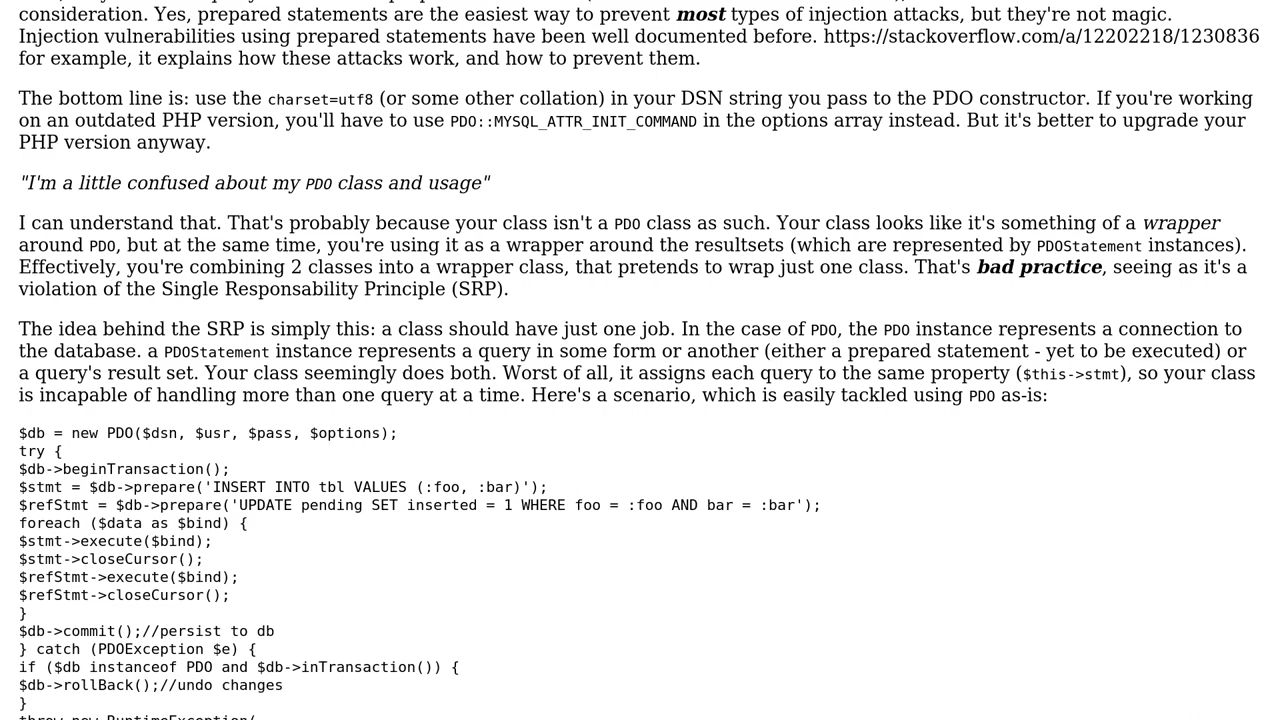 consideration. Yes, prepared statements are the easiest way to prevent most types of injection attacks, but they're not magic.
Injection vulnerabilities using prepared statements have been well documented before. https://stackoverflow.com/a/12202218/1230836
for example, it explains how these attacks work, and how to prevent them.
The bottom line is: use the charset=utf8 (or some other collation) in your DSN string you pass to the PDO constructor. If you're working
on an outdated PHP version, you'll have to use PDO::MYSQL_ATTR_INIT_COMMAND in the options array instead. But it's better to upgrade your
PHP version anyway.
"I'm a little confused about my PDO class and usage"
I can understand that. That's probably because your class isn't a PDO class as such. Your class looks like it's something of a wrapper
around PDO, but at the same time, you're using it as a wrapper around the resultsets (which are represented by PDOStatement instances).
Effectively, you're combining 2 classes into a wrapper class, that pretends to wrap just one class. That's bad practice, seeing as it's a
violation of the Single Responsability Principle (SRP).
The idea behind the SRP is simply this: a class should have just one job. In the case of PDO, the PDO instance represents a connection to
the database. a PDOStatement instance represents a query in some form or another (either a prepared statement - yet to be executed) or
a query's result set. Your class seemingly does both. Worst of all, it assigns each query to the same property ($this->stmt), so your class
is incapable of handling more than one query at a time. Here's a scenario, which is easily tackled using PDO as-is:
$db = new PDO($dsn, $usr, $pass, $options);
try {
$db->beginTransaction();
$stmt = $db->prepare('INSERT INTO tbl VALUES (:foo, :bar)');
$refStmt = $db->prepare('UPDATE pending SET inserted = 1 WHERE foo = :foo AND bar = :bar');
foreach ($data as $bind) {
$stmt->execute($bind);
$stmt->closeCursor();
$refStmt->execute($bind);
$refStmt->closeCursor();
}
$db->commit();//persist to db
} catch (PDOException $e) {
if ($db instanceof PDO and $db->inTransaction()) {
$db->rollBack();//undo changes
}
throw new RuntimeException(